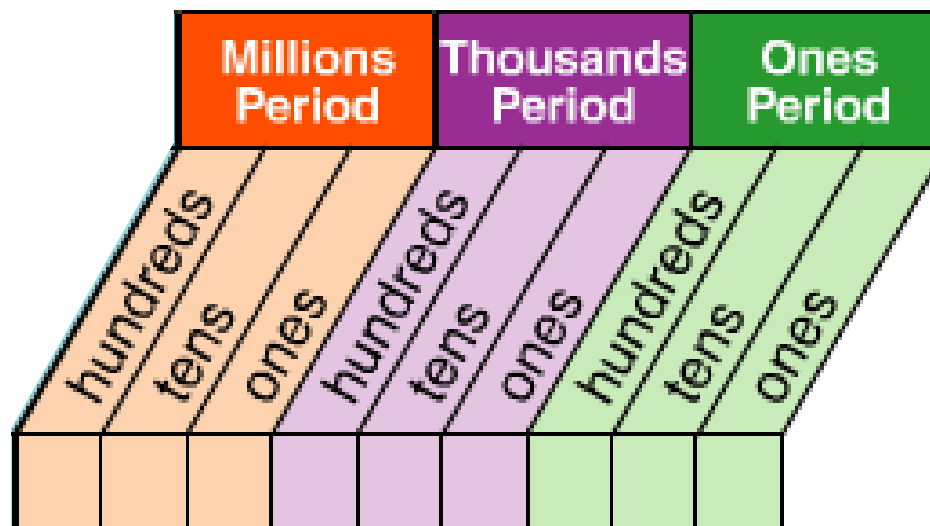 Millions
Period
Thousands
Period
Ones
Period
hundreds
tens
ones
hundreds
tens
ones
hundreds
tens
ones